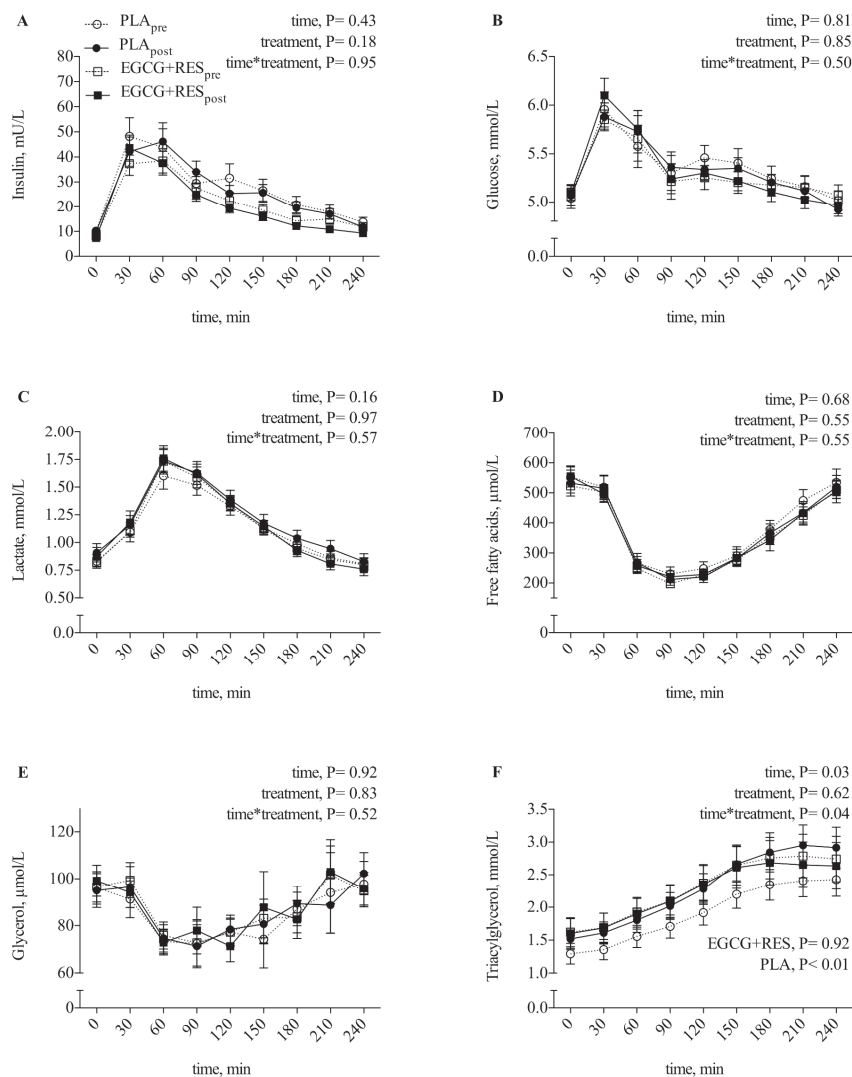 A
PLApre
PLApost
EGCG+RESpre
EGCG+RESpost
time, P= 0.43
treatment, P= 0.18
time*treatment, P= 0.95
Insulin, mU/L
80
70
60
50
40
30
20
10
0
0 30 60 90 120 150 180 210 240
time, min
B
time, P= 0.81
treatment, P= 0.85
time*treatment, P= 0.50
Glucose, mmol/L
6.5
6.0
5.5
5.0
0.0
0 30 60 90 120 150 180 210 240
time, min
C
time, P= 0.16
treatment, P= 0.97
time*treatment, P= 0.57
Lactate, mmol/L
2.00
1.75
1.50
1.25
1.00
0.75
0.50
0.0
0 30 60 90 120 150 180 210 240
time, min
D
time, P= 0.68
treatment, P= 0.55
time*treatment, P= 0.55
Free fatty acids, μmol/L
700
600
500
400
300
200
0
0 30 60 90 120 150 180 210 240
time, min
E
time, P= 0.92
treatment, P= 0.83
time*treatment, P= 0.52
Glycerol, μmol/L
120
100
80
60
0
0 30 60 90 120 150 180 210 240
time, min
F
time, P= 0.03
treatment, P= 0.62
time*treatment, P= 0.04
Triacylglycerol, mmol/L
3.5
3.0
2.5
2.0
1.5
1.0
0.0
EGCG+RES, P= 0.92
PLA, P< 0.01
0 30 60 90 120 150 180 210 240
time, min